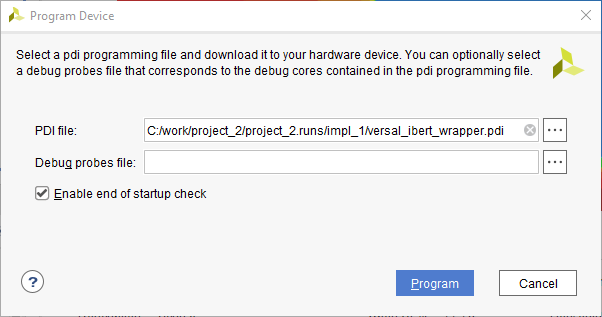 Program Device
Select a pdi programming file and download it to your hardware device. You can optionally select
a debug probes file that corresponds to the debug cores contained in the pdi programming file.
PDI file: C:/work/project_2/project_2.runs/impl_1/versal_ibert_wrapper.pdi
Debug probes file:
Enable end of startup check
?
Program Cancel